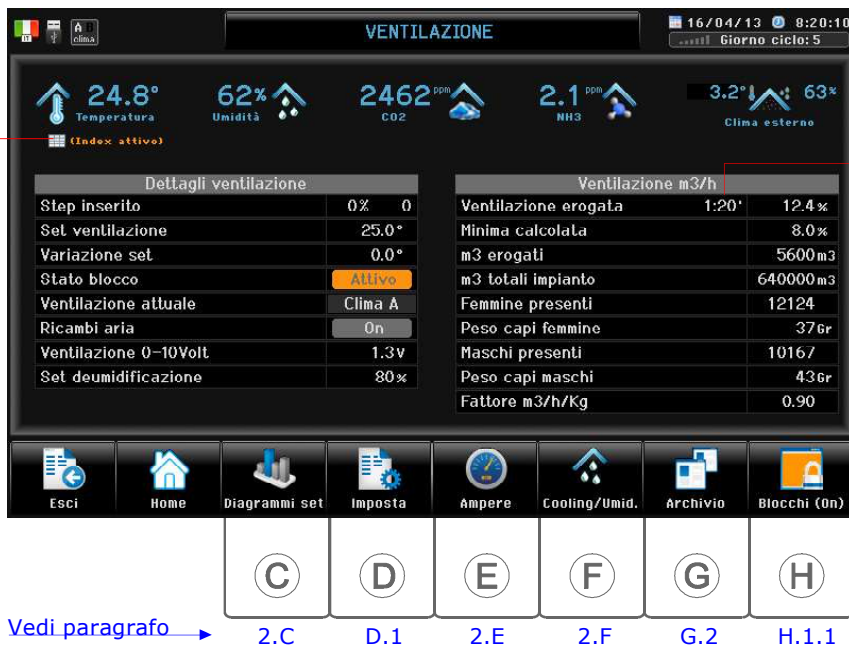 A
clima
VENTILAZIONE
16/04/13 8:20:10
Giorno ciclo: 5
24.8°
Temperatura
(Index attivo)
62%
Umidità
2462 ppm
CO2
2.1 ppm
NH3
3.2° 63%
Clima esterno
Dettagli ventilazione
Step inserito 0% 0
Set ventilazione 25.0°
Variazione set 0.0°
Stato blocco Attivo
Ventilazione attuale Clima A
Ricambi aria On
Ventilazione 0-10Volt 1.3V
Set deumidificazione 80%
Ventilazione m3/h
Ventilazione erogata 1:20' 12.4%
Minima calcolata 8.0%
m3 erogati 5600m3
m3 totali impianto 640000m3
Femmine presenti 12124
Peso capi femmine 37Gr
Maschi presenti 10167
Peso capi maschi 43Gr
Fattore m3/h/Kg 0.90
Esci Home Diagrammi set Imposta Ampere Cooling/Umid. Archivio Blocchi (On)
C D E F G H
Vedi paragrafo 2.C D.1 2.E 2.F G.2 H.1.1